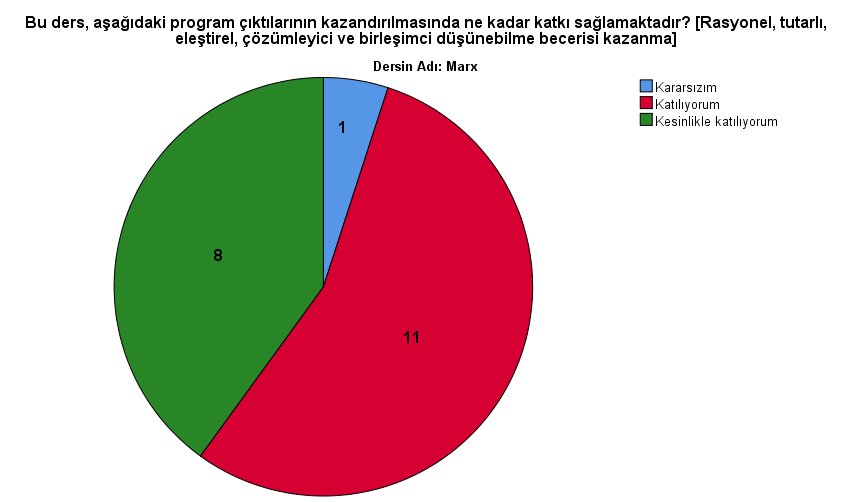 Bu ders, aşağıdaki program çıktılarının kazandırılmasında ne kadar katkı sağlamaktadır? [Rasyonel, tutarlı,
eleştirel, çözümleyici ve birleşimci düşünebilme becerisi kazanma]
Dersin Adı: Marx
Kararsızım
Katılıyorum
Kesinlikle katılıyorum
1
8
11